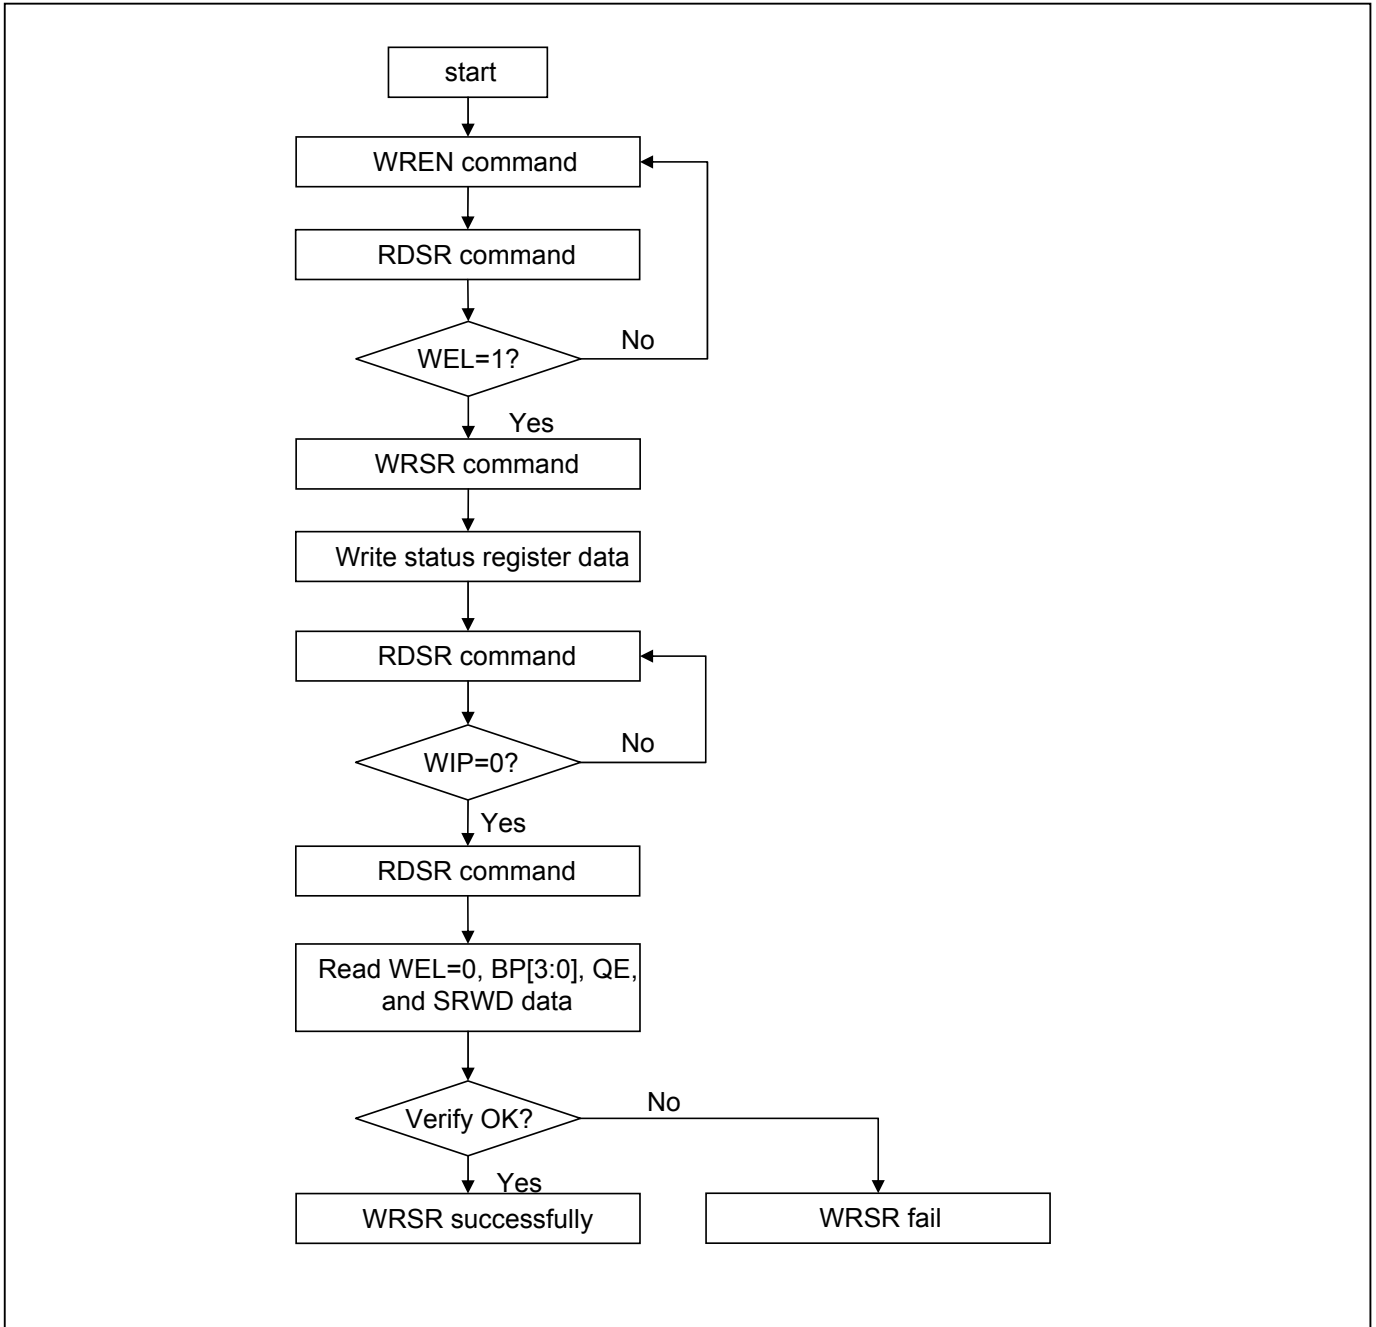 start
WREN command
RDSR command
WEL=1?
No
Yes
WRSR command
Write status register data
RDSR command
WIP=0?
No
Yes
RDSR command
Read WEL=0, BP[3:0], QE,
and SRWD data
Verify OK?
No
Yes
WRSR successfully
WRSR fail